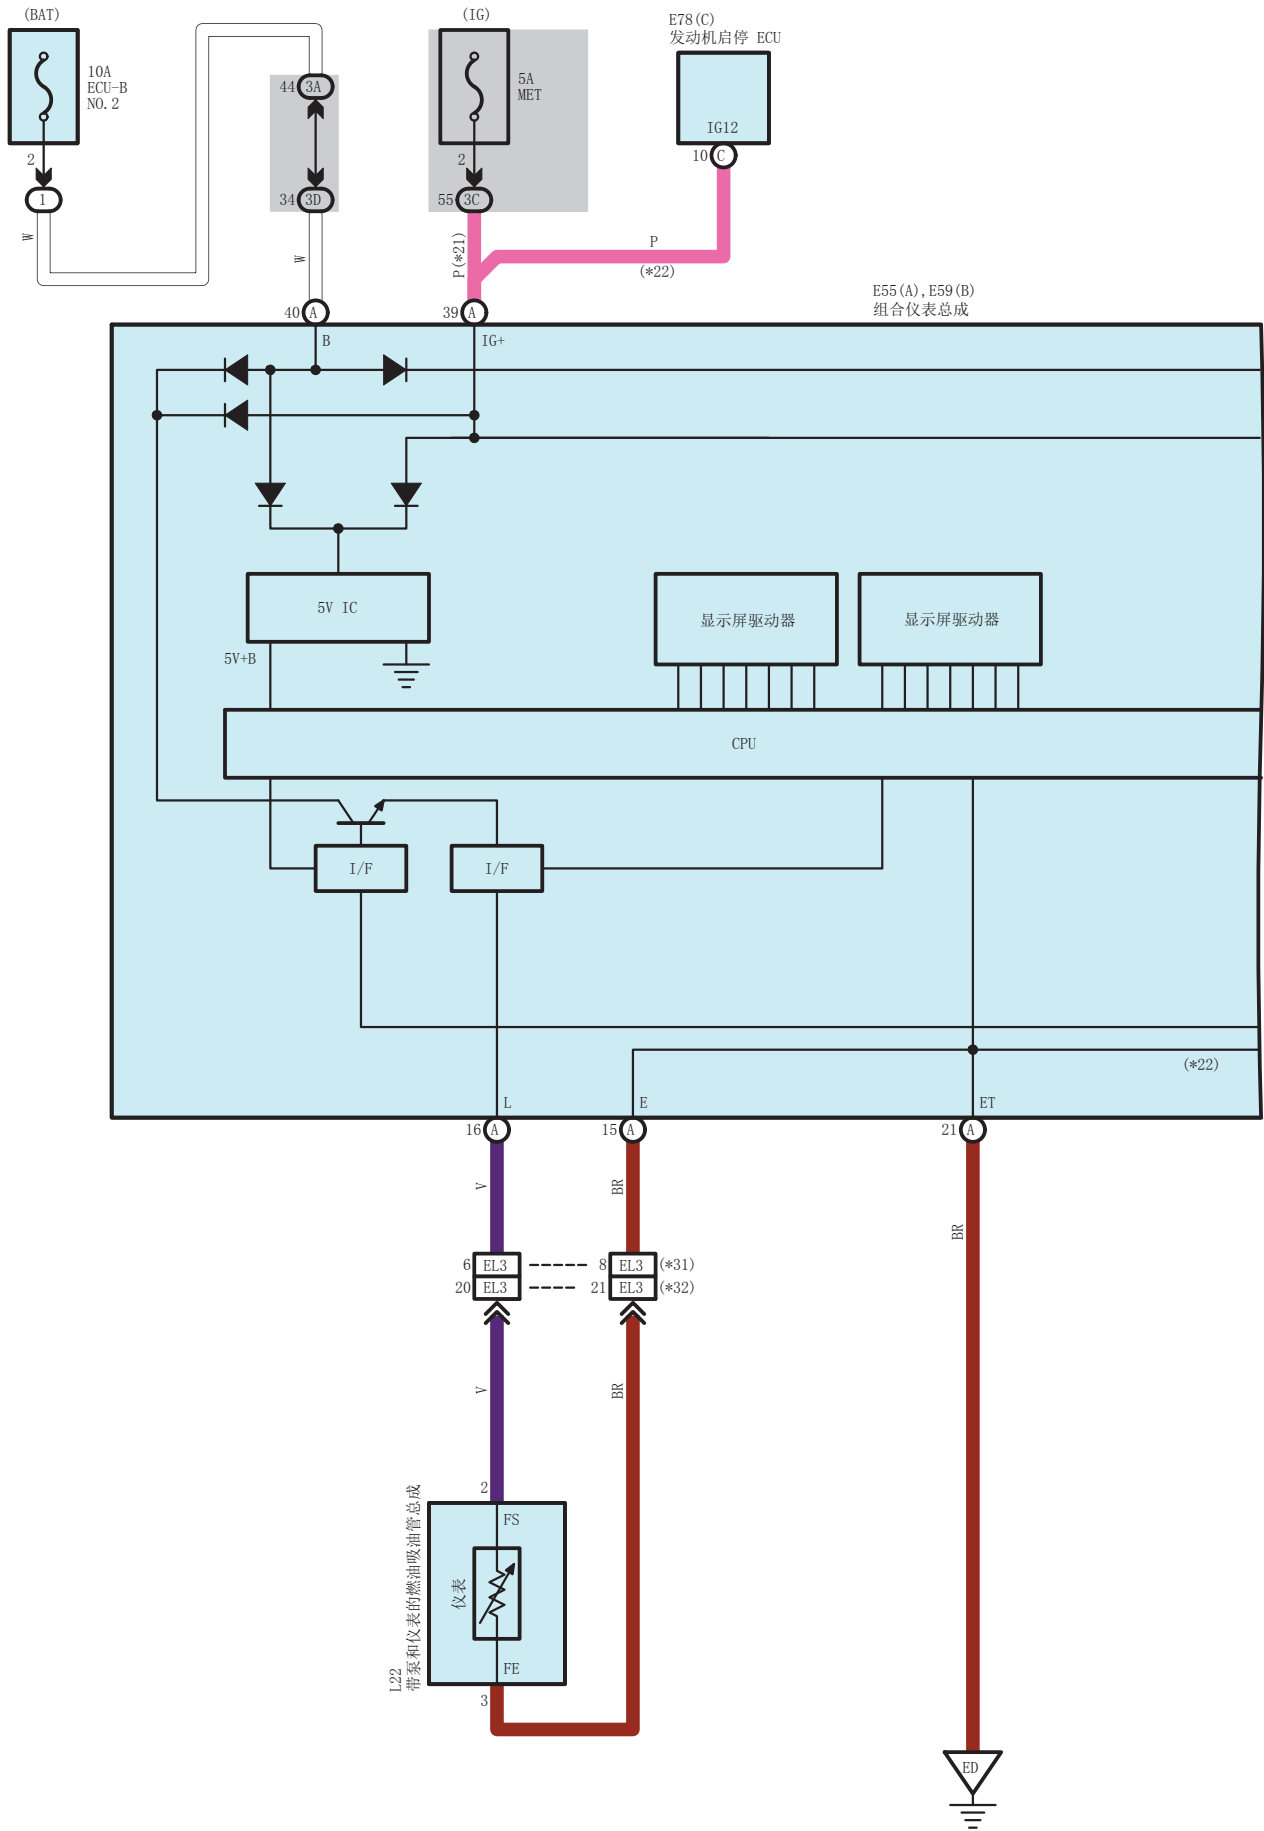 (BAT)
10A
ECU-B
NO.2
2
1
W
44 3A
34 3D
W
(IG)
5A
MET
2
55 3C
P(*21)
E78(C)
发动机启停 ECU
IG12
10 C
P
(*22)
E55(A),E59(B)
组合仪表总成
40 A
39 A
B
IG+
5V IC
5V+B
显示屏驱动器
显示屏驱动器
CPU
I/F
I/F
(*22)
L
E
ET
16 A
15 A
21 A
V
BR
BR
6 EL3
8 EL3 (*31)
20 EL3
21 EL3 (*32)
V
BR
2
FS
仪表
FE
3
L22
带泵和仪表的燃油吸油管总成
ED